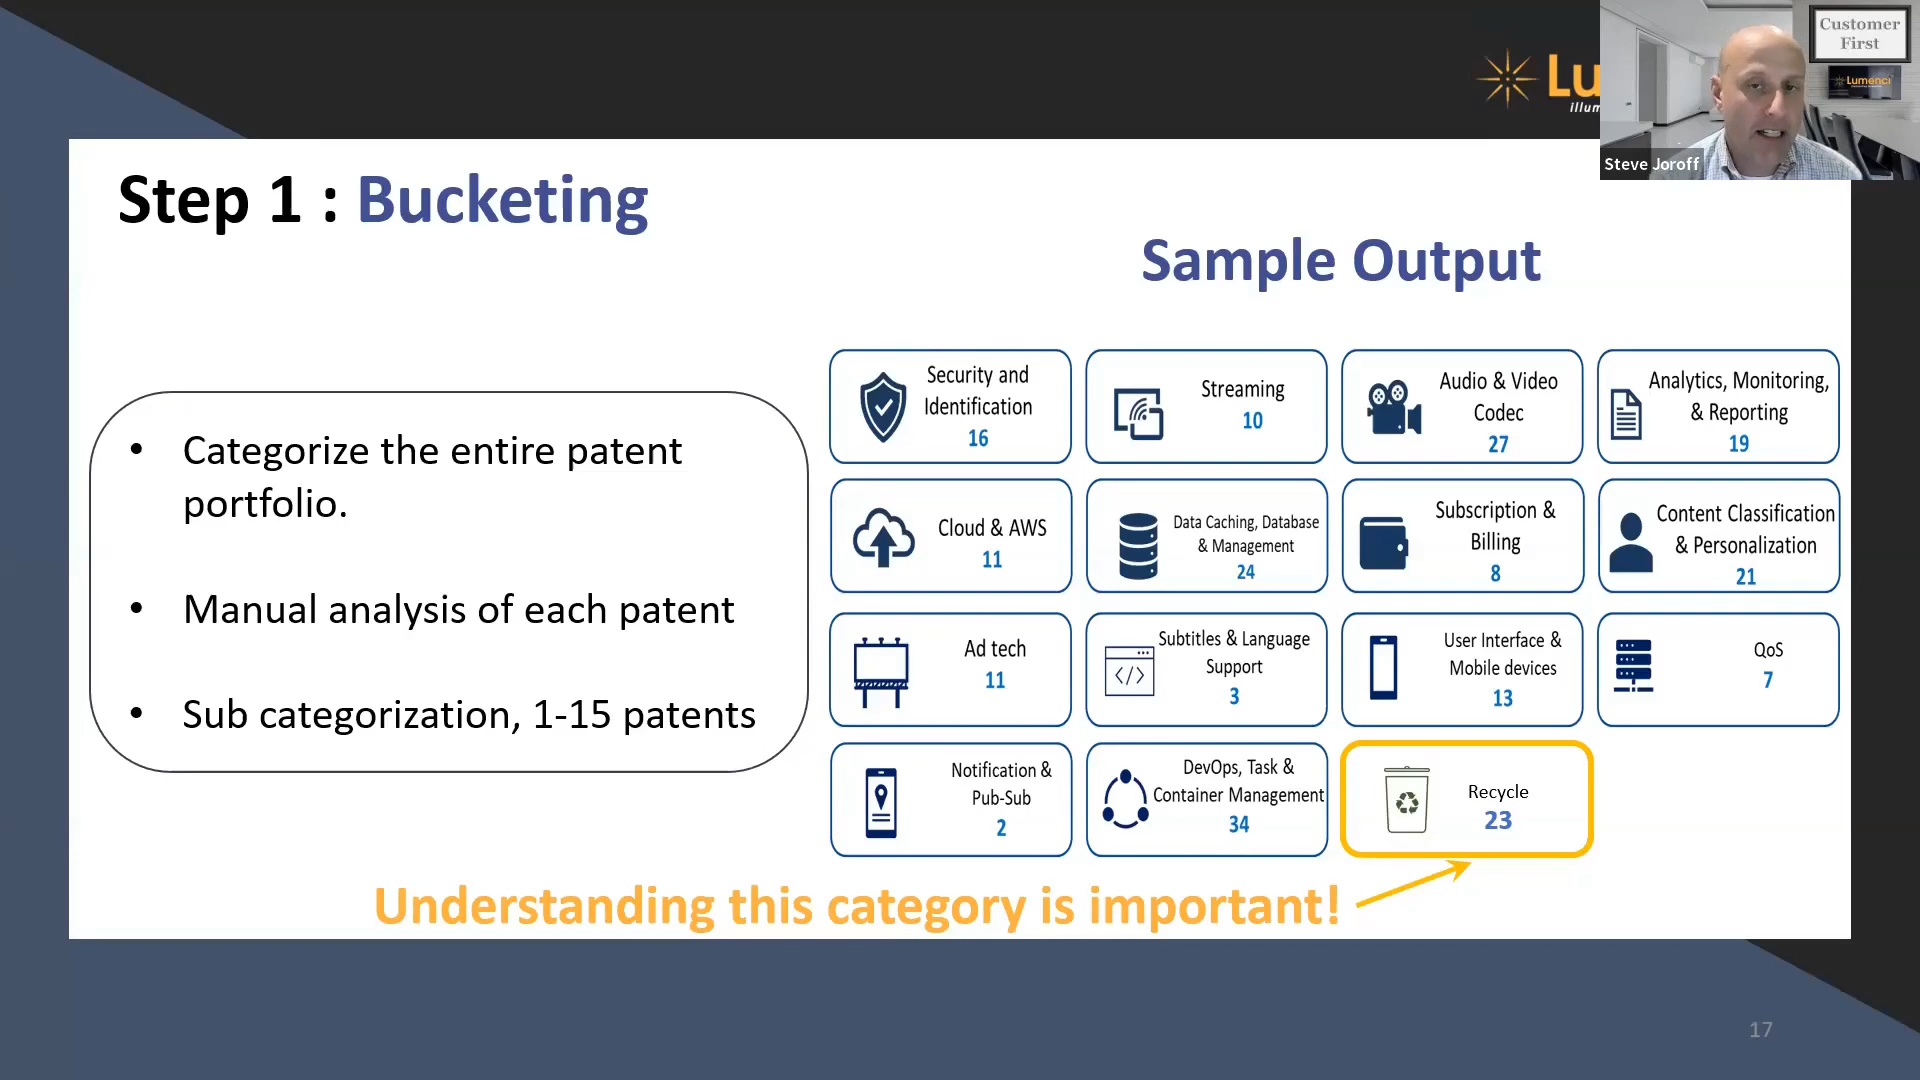 Customer
First
Lumenci
Steve Joroff
Lu
illum
Step 1 : Bucketing
Sample Output
• Categorize the entire patent
portfolio.
• Manual analysis of each patent
• Sub categorization, 1-15 patents
Security and
Identification
16
Streaming
10
Audio & Video
Codec
27
Analytics, Monitoring,
& Reporting
19
Cloud & AWS
11
Data Caching, Database
& Management
24
Subscription &
Billing
8
Content Classification
& Personalization
21
Ad tech
11
Subtitles & Language
Support
3
User Interface &
Mobile devices
13
QoS
7
Notification &
Pub-Sub
2
DevOps, Task &
Container Management
34
Recycle
23
Understanding this category is important!
17